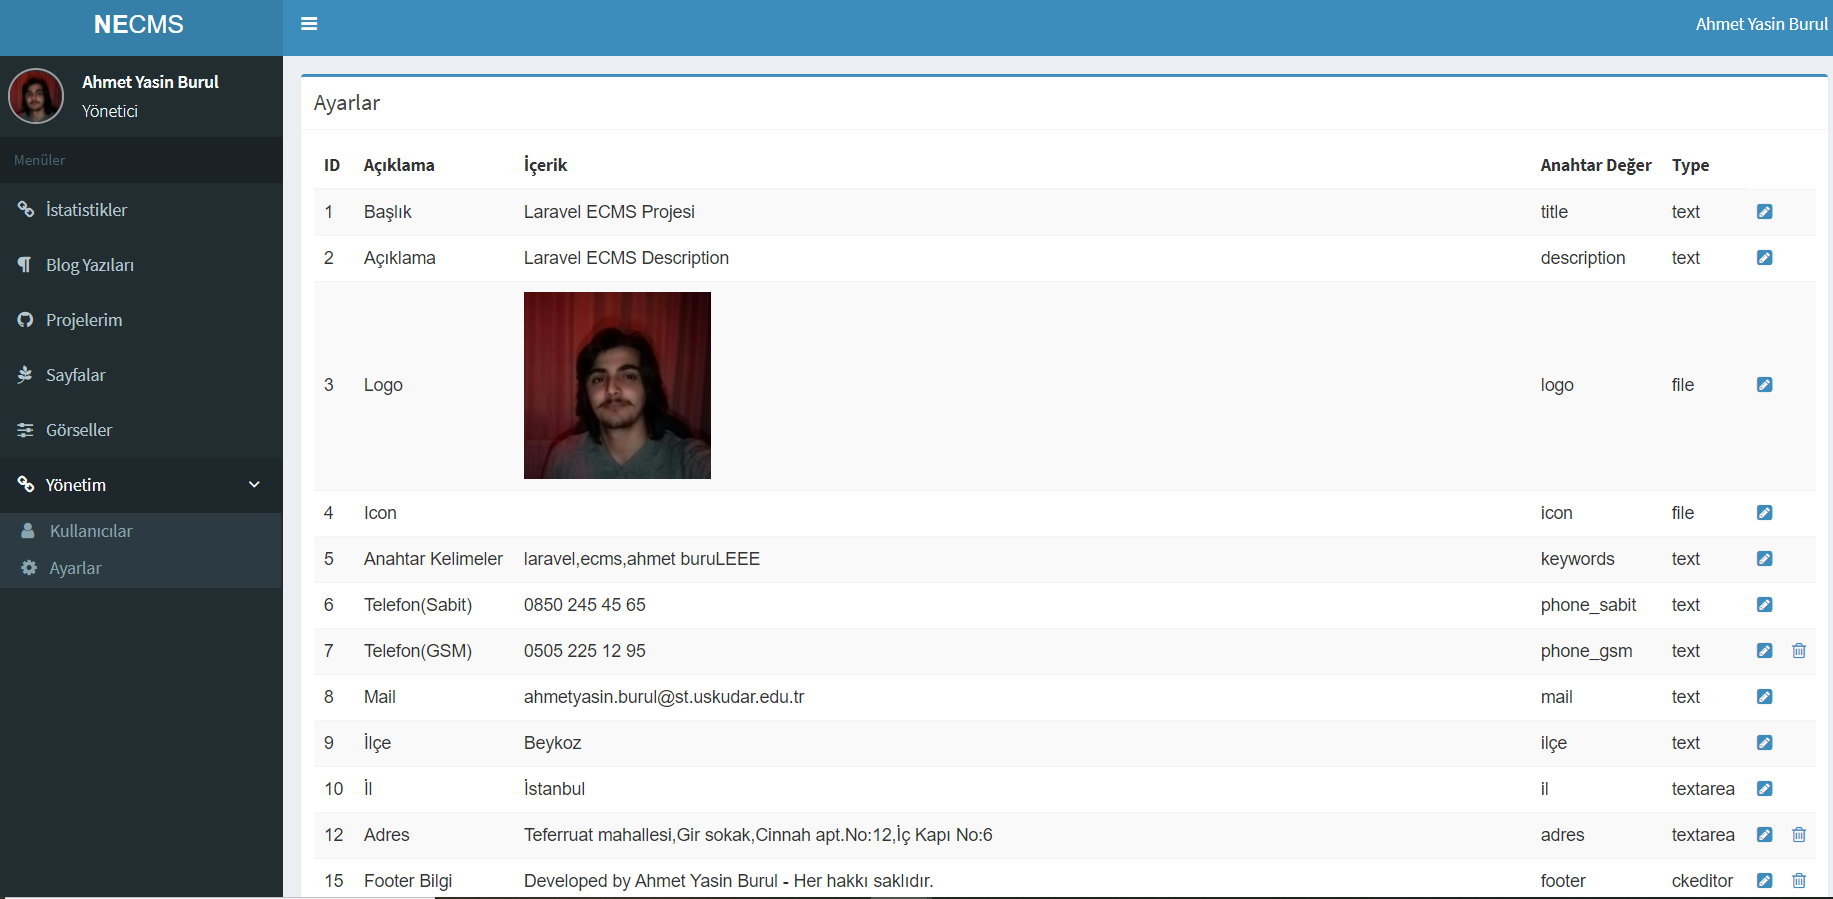 NECMS
Ahmet Yasin Burul
Ahmet Yasin Burul
Yönetici
Menüler
İstatistikler
Blog Yazıları
Projelerim
Sayfalar
Görseller
Yönetim
Kullanıcılar
Ayarlar
Ayarlar
ID Açıklama İçerik Anahtar Değer Type
1 Başlık Laravel ECMS Projesi title text
2 Açıklama Laravel ECMS Description description text
3 Logo logo file
4 Icon icon file
5 Anahtar Kelimeler laravel,ecms,ahmet buruLEEE keywords text
6 Telefon(Sabit) 0850 245 45 65 phone_sabit text
7 Telefon(GSM) 0505 225 12 95 phone_gsm text
8 Mail ahmetyasin.burul@st.uskudar.edu.tr mail text
9 İlçe Beykoz ilçe text
10 İl İstanbul il textarea
12 Adres Teferruat mahallesi,Gir sokak,Cinnah apt.No:12,İç Kapı No:6 adres textarea
15 Footer Bilgi Developed by Ahmet Yasin Burul - Her hakkı saklıdır. footer ckeditor